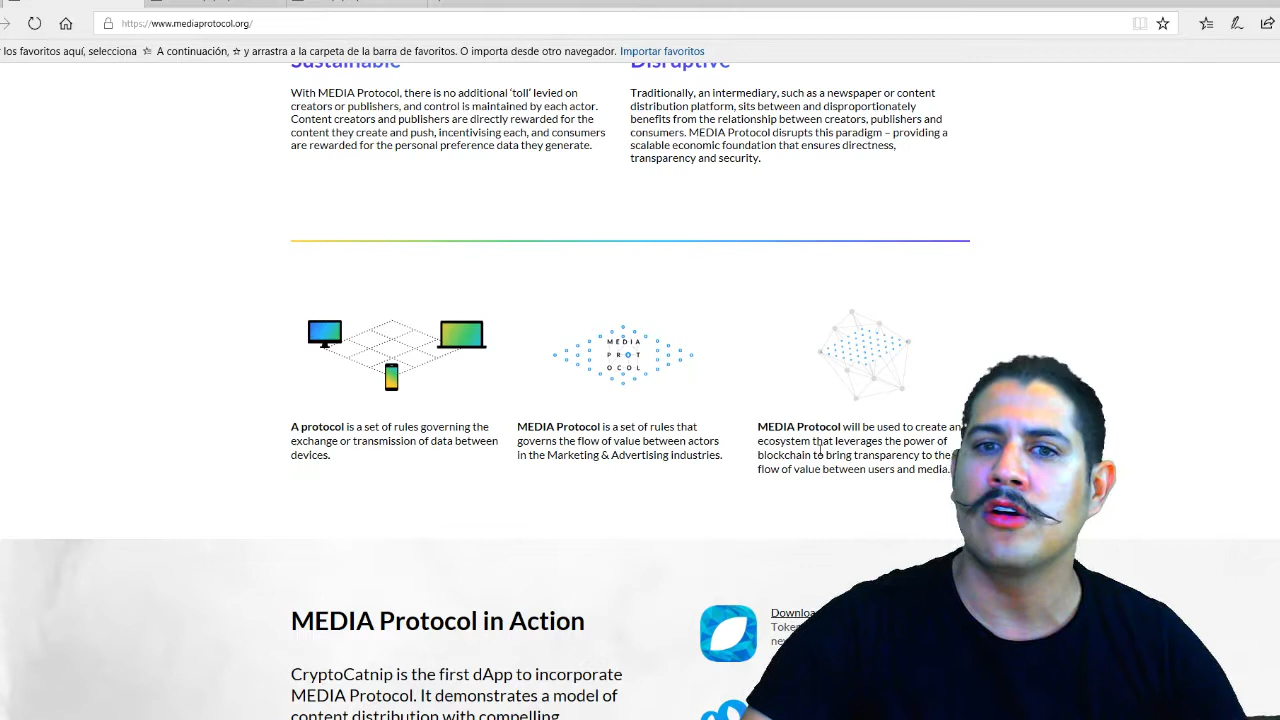 https://www.mediaprotocol.org/
los favoritos aquí, selecciona A continuación, y arrastra a la carpeta de la barra de favoritos. O importa desde otro navegador. Importar favoritos
Sustainable
With MEDIA Protocol, there is no additional ‘toll’ levied on
creators or publishers, and control is maintained by each actor.
Content creators and publishers are directly rewarded for the
content they create and push, incentivising each, and consumers
are rewarded for the personal preference data they generate.
Disruptive
Traditionally, an intermediary, such as a newspaper or content
distribution platform, sits between and disproportionately
benefits from the relationship between creators, publishers and
consumers. MEDIA Protocol disrupts this paradigm – providing a
scalable economic foundation that ensures directness,
transparency and security.
MEDIA
PROT
OCOL
A protocol is a set of rules governing the
exchange or transmission of data between
devices.
MEDIA Protocol is a set of rules that
governs the flow of value between actors
in the Marketing & Advertising industries.
MEDIA Protocol will be used to create an
ecosystem that leverages the power of
blockchain to bring transparency to the
flow of value between users and media.
MEDIA Protocol in Action
CryptoCatnip is the first dApp to incorporate
MEDIA Protocol. It demonstrates a model of
content distribution with compelling